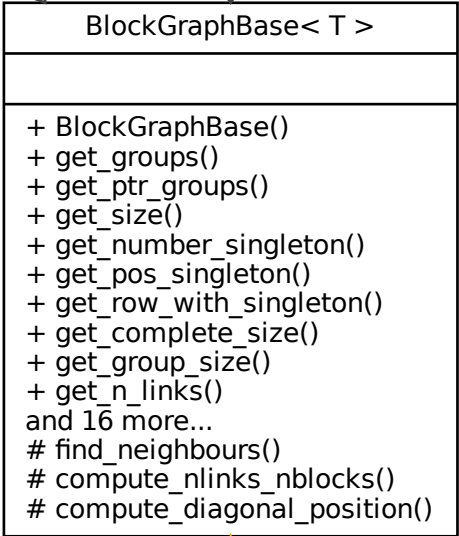 BlockGraphBase< T >
+ BlockGraphBase()
+ get_groups()
+ get_ptr_groups()
+ get_size()
+ get_number_singleton()
+ get_pos_singleton()
+ get_row_with_singleton()
+ get_complete_size()
+ get_group_size()
+ get_n_links()
and 16 more...
# find_neighbours()
# compute_nlinks_nblocks()
# compute_diagonal_position()